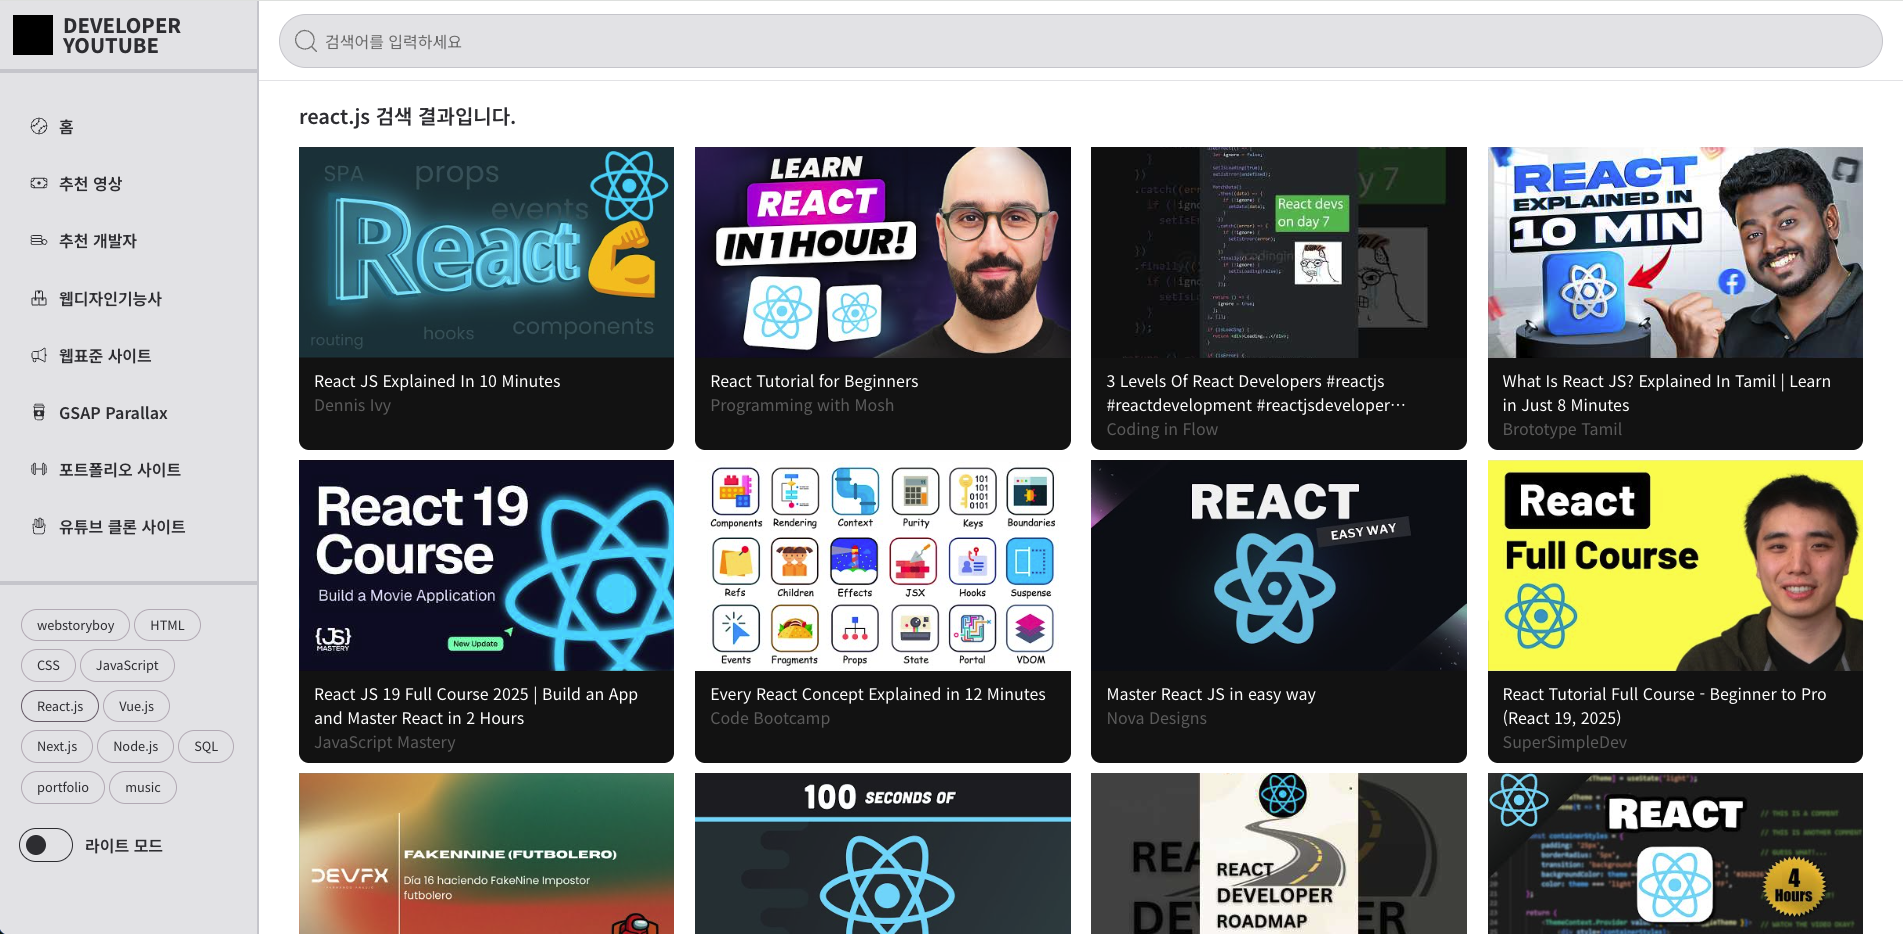 DEVELOPER
YOUTUBE
검색어를 입력하세요
홈
추천 영상
추천 개발자
웹디자인기능사
웹표준 사이트
GSAP Parallax
포트폴리오 사이트
유튜브 클론 사이트
webstoryboy
HTML
CSS
JavaScript
React.js
Vue.js
Next.js
Node.js
SQL
portfolio
music
라이트 모드
react.js 검색 결과입니다.
SPA
props
events
React
routing
hooks
components
React JS Explained In 10 Minutes
Dennis Ivy
LEARN
REACT
IN 1 HOUR!
React Tutorial for Beginners
Programming with Mosh
React devs
on day 7
3 Levels Of React Developers #reactjs
#reactdevelopment #reactjsdeveloper…
Coding in Flow
REACT
EXPLAINED IN
10 MIN
What Is React JS? Explained In Tamil | Learn
in Just 8 Minutes
Brototype Tamil
React 19
Course
Build a Movie Application
{JS}
MASTERY
New Update
React JS 19 Full Course 2025 | Build an App
and Master React in 2 Hours
JavaScript Mastery
Components
Rendering
Context
Purity
Keys
Boundaries
Refs
Children
Effects
JSX
Hooks
Suspense
Events
Fragments
Props
State
Portal
VDOM
Every React Concept Explained in 12 Minutes
Code Bootcamp
REACT
EASY WAY
Master React JS in easy way
Nova Designs
React
Full Course
React Tutorial Full Course - Beginner to Pro
(React 19, 2025)
SuperSimpleDev
DEVFX
FAKENNINE (FUTBOLERO)
Día 16 haciendo FakeNine Impostor
futbolero
100 SECONDS OF
REACT
DEVELOPER
ROADMAP
REACT
4
Hours